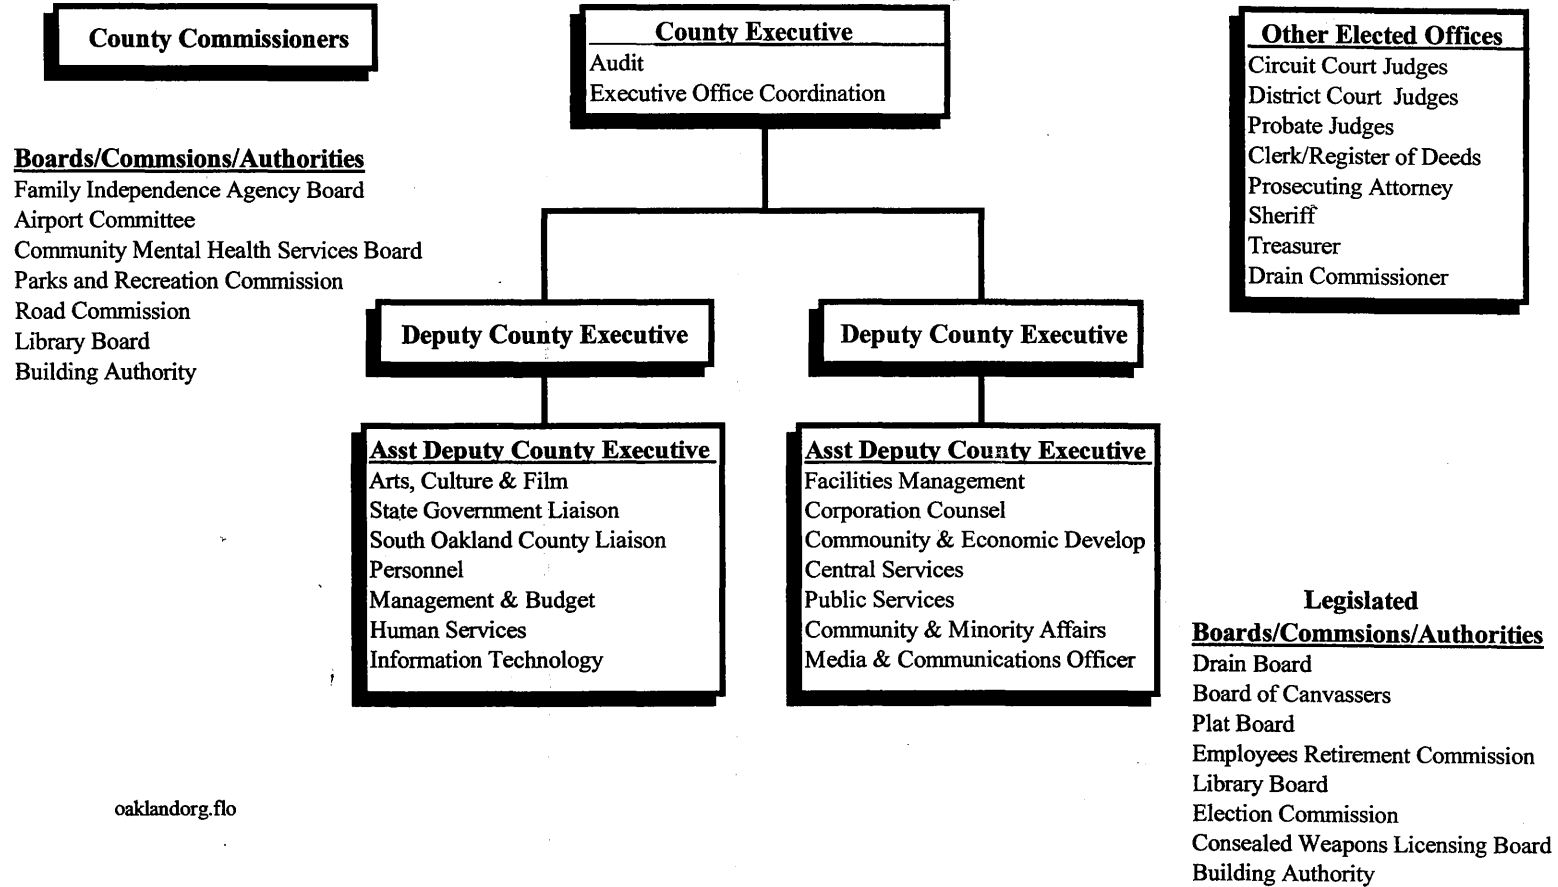 County Commissioners
County Executive
Audit
Executive Office Coordination
Other Elected Offices
Circuit Court Judges
District Court Judges
Probate Judges
Clerk/Register of Deeds
Prosecuting Attorney
Sheriff
Treasurer
Drain Commissioner
Boards/Commsions/Authorities
Family Independence Agency Board
Airport Committee
Community Mental Health Services Board
Parks and Recreation Commission
Road Commission
Library Board
Building Authority
Deputy County Executive
Deputy County Executive
Asst Deputy County Executive
Arts, Culture & Film
State Government Liaison
South Oakland County Liaison
Personnel
Management & Budget
Human Services
Information Technology
Asst Deputy County Executive
Facilities Management
Corporation Counsel
Commounity & Economic Develop
Central Services
Public Services
Community & Minority Affairs
Media & Communications Officer
Legislated
Boards/Commsions/Authorities
Drain Board
Board of Canvassers
Plat Board
Employees Retirement Commission
Library Board
Election Commission
Consealed Weapons Licensing Board
Building Authority
oaklandorg.flo